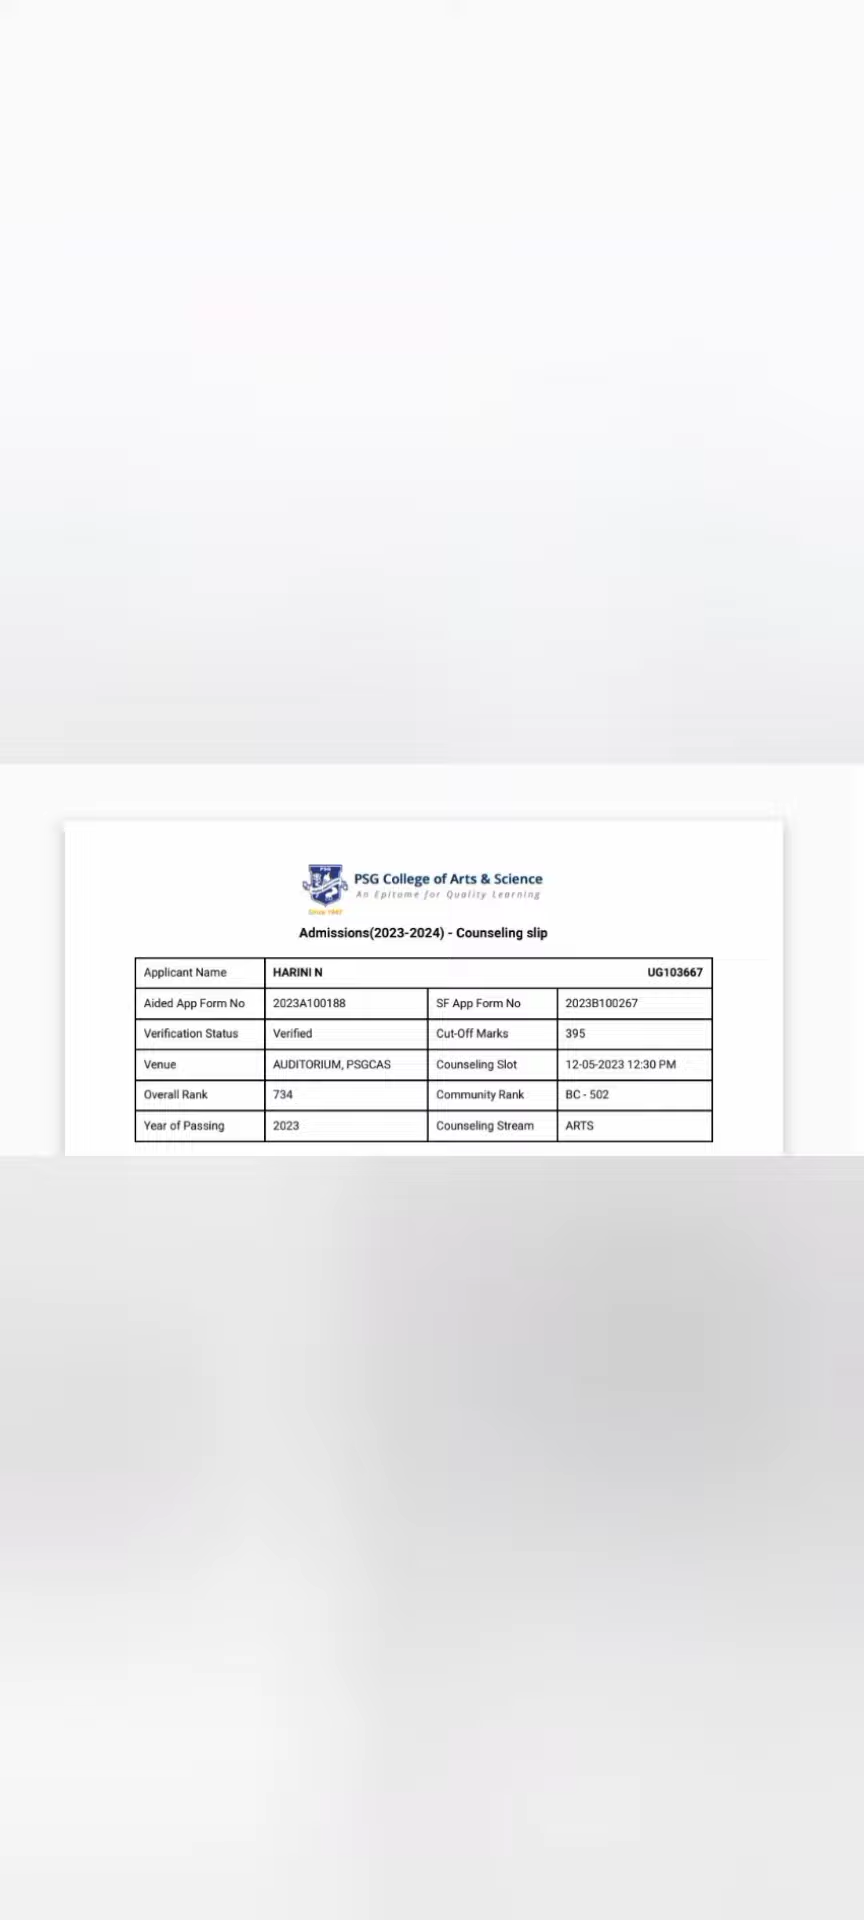 PSG College of Arts & Science
An Epitome for Quality Learning
Since 1947
Admissions(2023-2024) - Counseling slip
Applicant Name HARINI N UG103667
Aided App Form No 2023A100188 SF App Form No 2023B100267
Verification Status Verified Cut-Off Marks 395
Venue AUDITORIUM, PSGCAS Counseling Slot 12-05-2023 12:30 PM
Overall Rank 734 Community Rank BC - 502
Year of Passing 2023 Counseling Stream ARTS